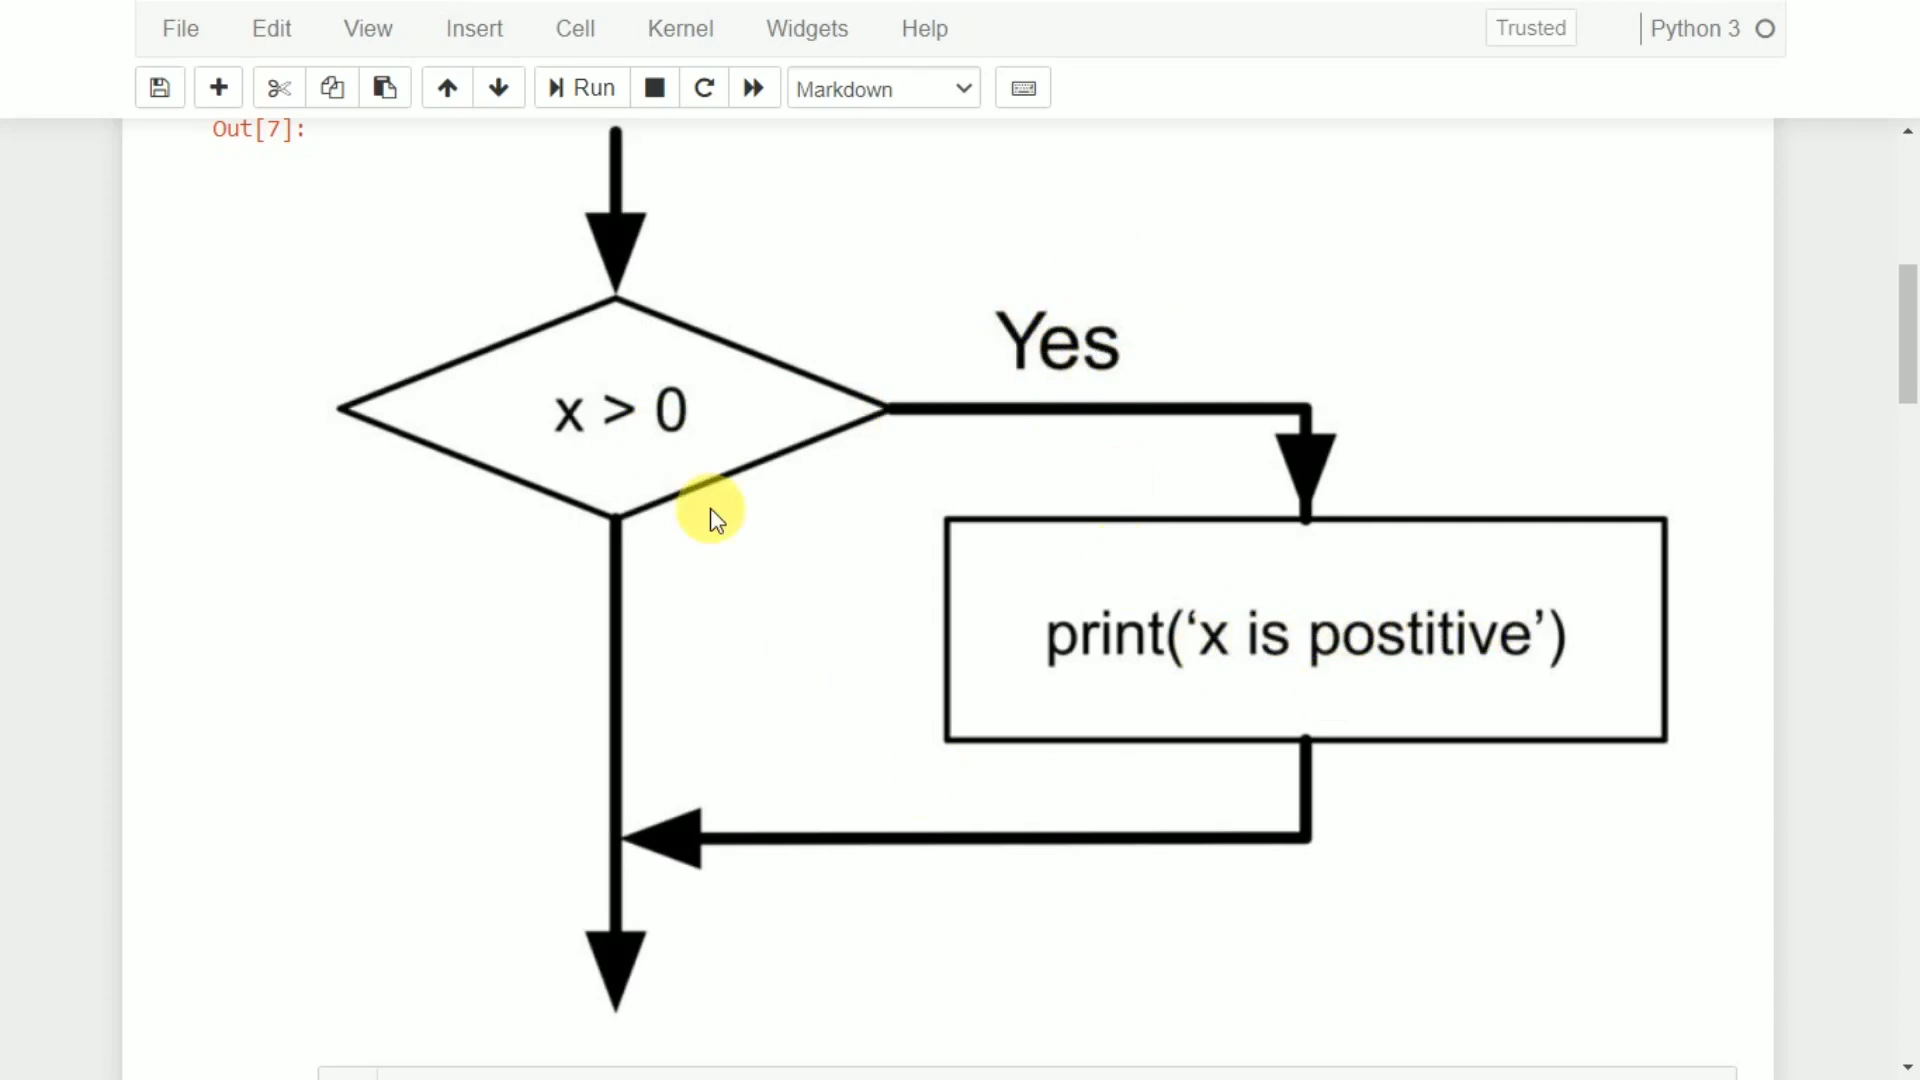 File Edit View Insert Cell Kernel Widgets Help Trusted Python 3
Run Markdown
Out[7]:
Yes
x > 0
print(‘x is postitive’)